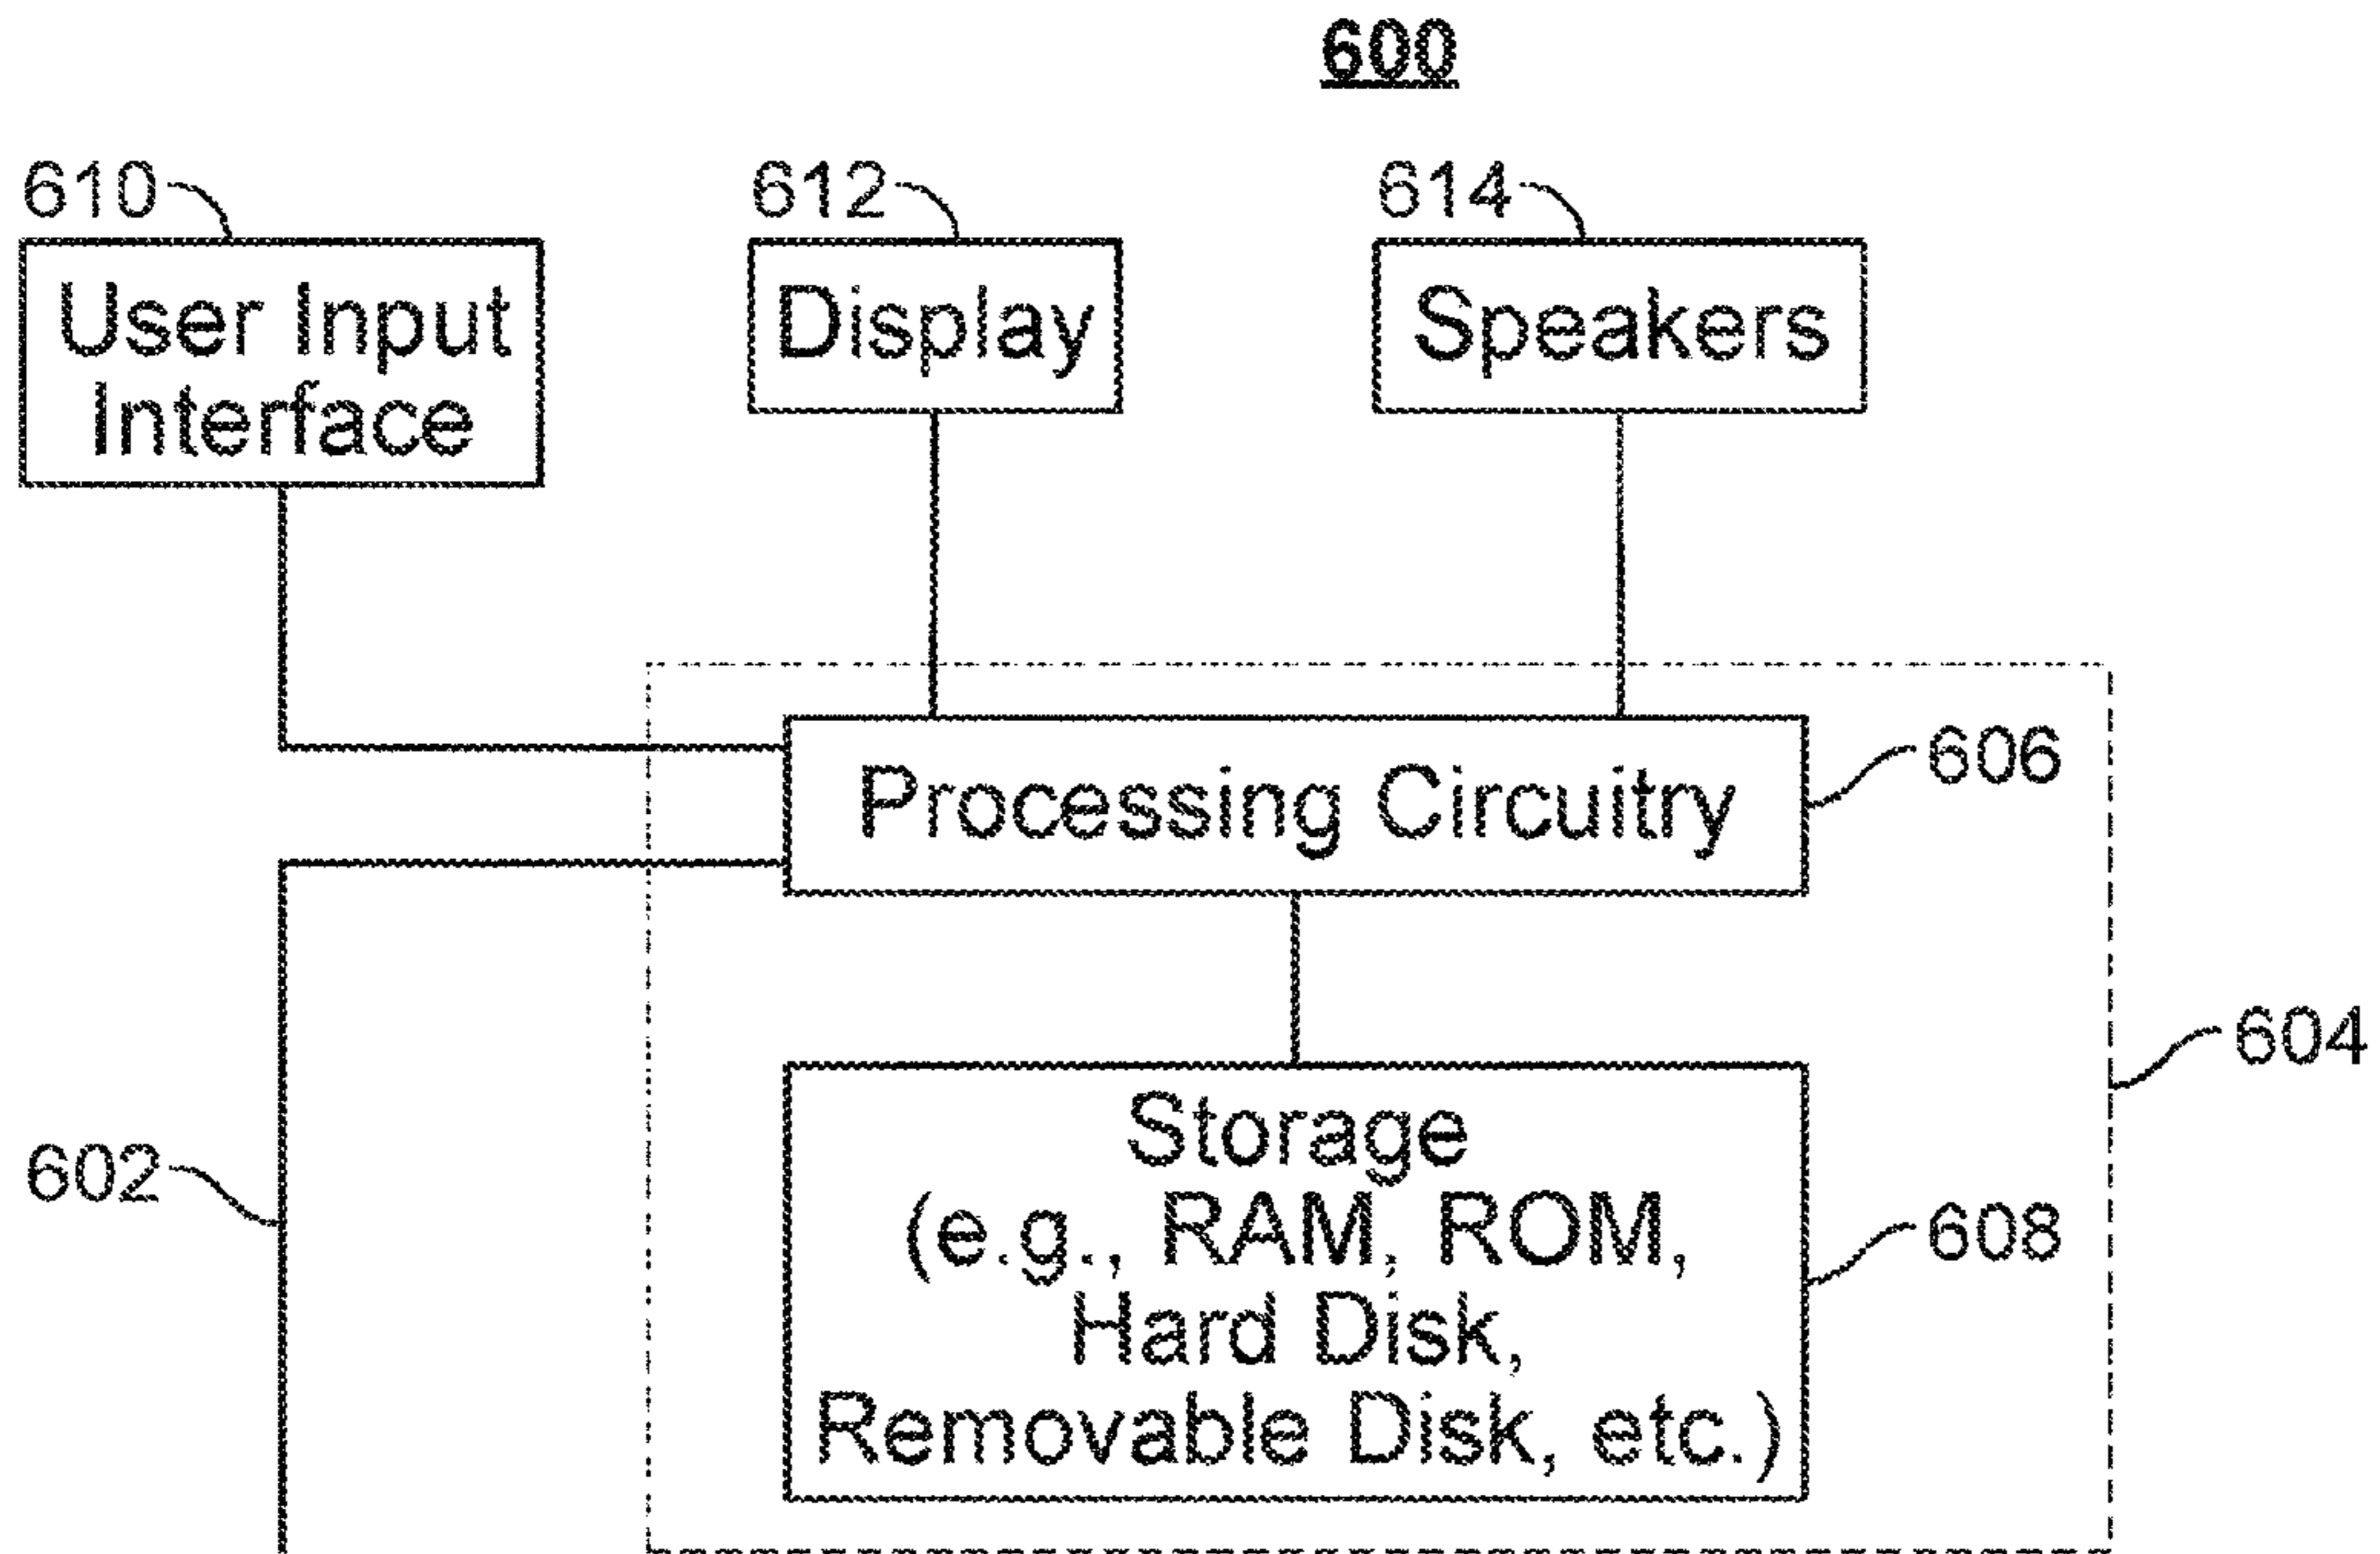 600
610
612
614
User Input
Interface
Display
Speakers
Processing Circuitry
606
604
602
Storage
(e.g., RAM, ROM,
Hard Disk,
Removable Disk, etc.)
608